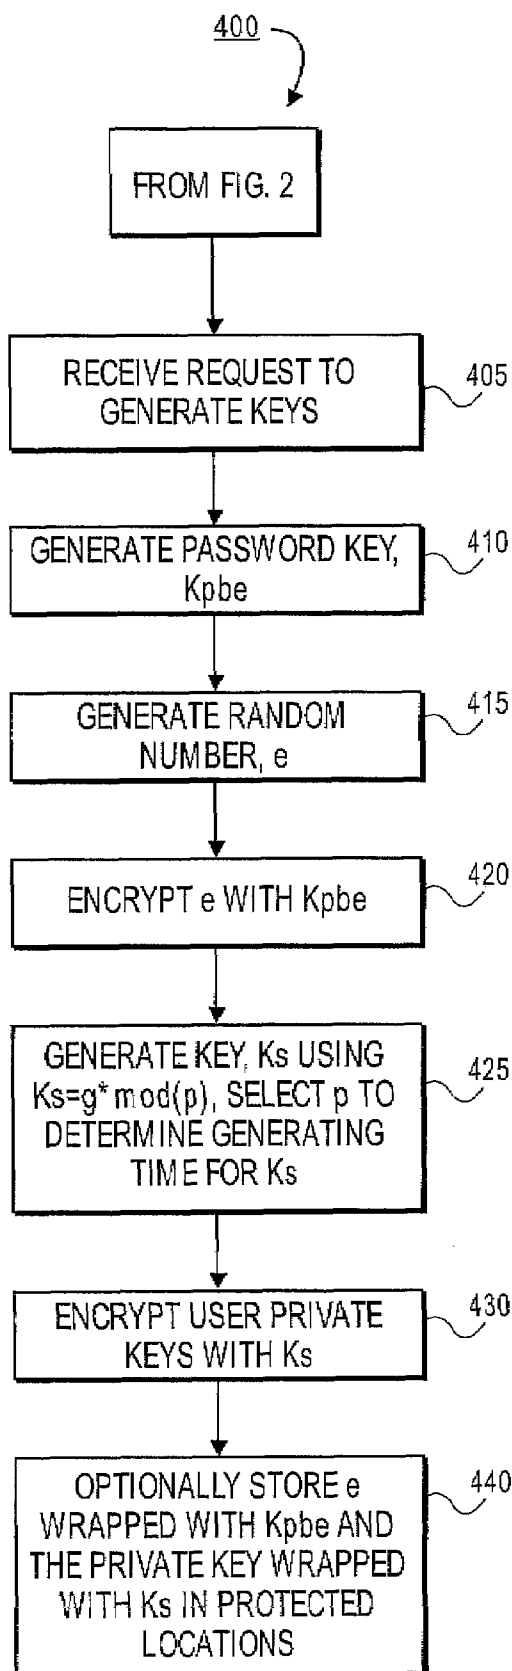 400
FROM FIG. 2
RECEIVE REQUEST TO
GENERATE KEYS
405
GENERATE PASSWORD KEY,
Kpbe
410
GENERATE RANDOM
NUMBER, e
415
ENCRYPT e WITH Kpbe
420
GENERATE KEY, Ks USING
Ks=g* mod(p), SELECT p TO
DETERMINE GENERATING
TIME FOR Ks
425
ENCRYPT USER PRIVATE
KEYS WITH Ks
430
OPTIONALLY STORE e
WRAPPED WITH Kpbe AND
THE PRIVATE KEY WRAPPED
WITH Ks IN PROTECTED
LOCATIONS
440